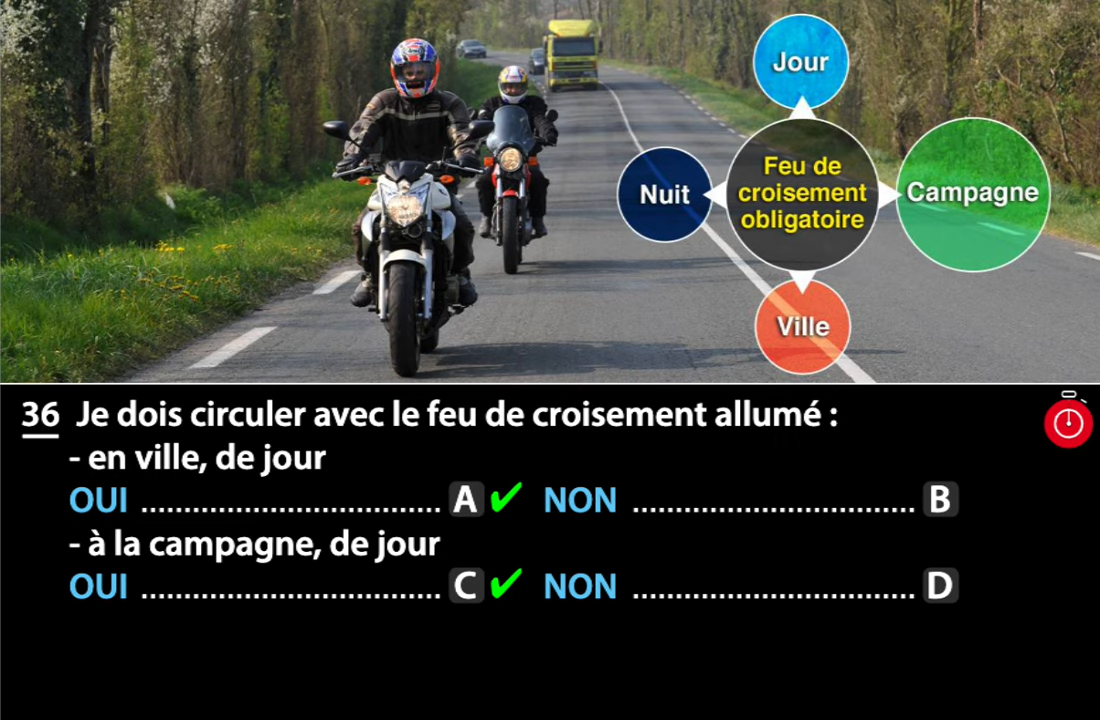 Jour
Feu de
croisement
obligatoire
Nuit
Campagne
Ville
36 Je dois circuler avec le feu de croisement allumé :
- en ville, de jour
OUI .................................. A ✔ NON ................................ B
- à la campagne, de jour
OUI .................................. C ✔ NON ................................ D